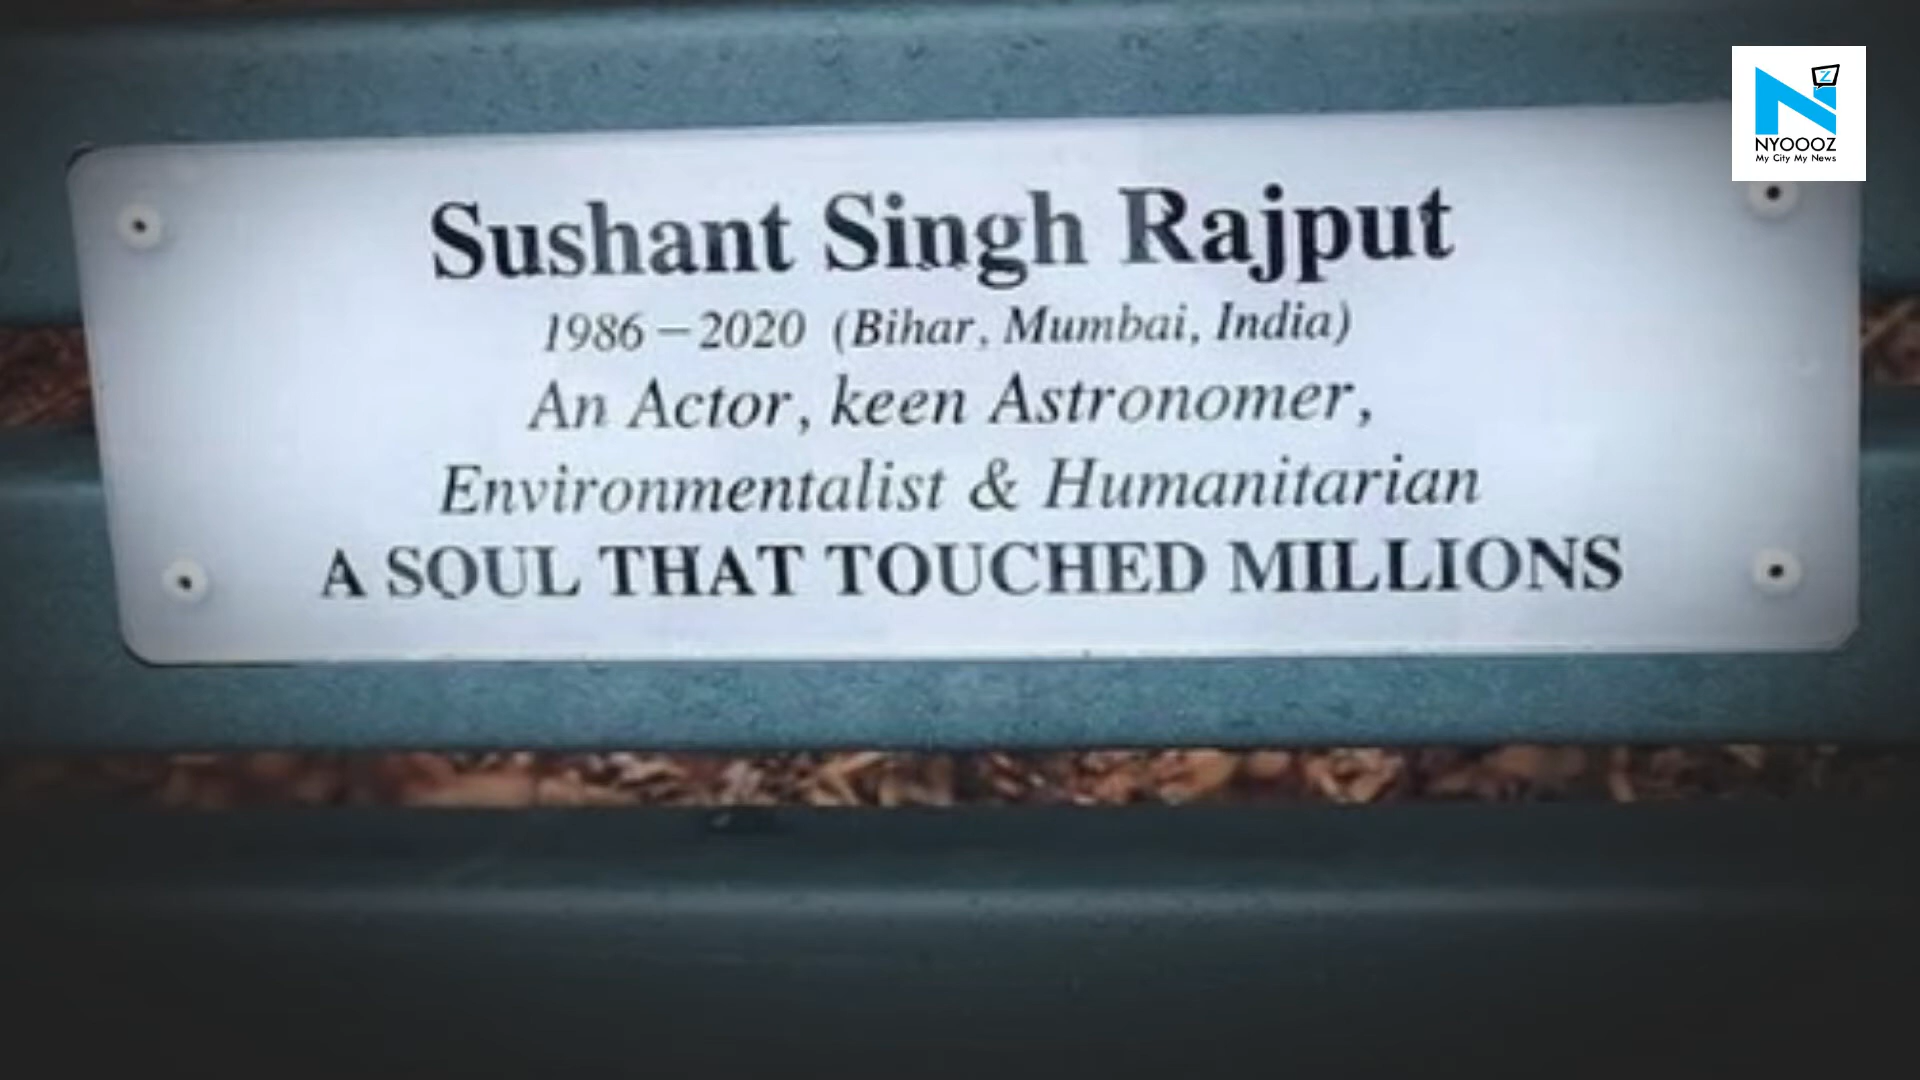 Sushant Singh Rajput
1986 – 2020 (Bihar, Mumbai, India)
An Actor, keen Astronomer,
Environmentalist & Humanitarian
A SOUL THAT TOUCHED MILLIONS
N Z
NYOOOZ
My City My News